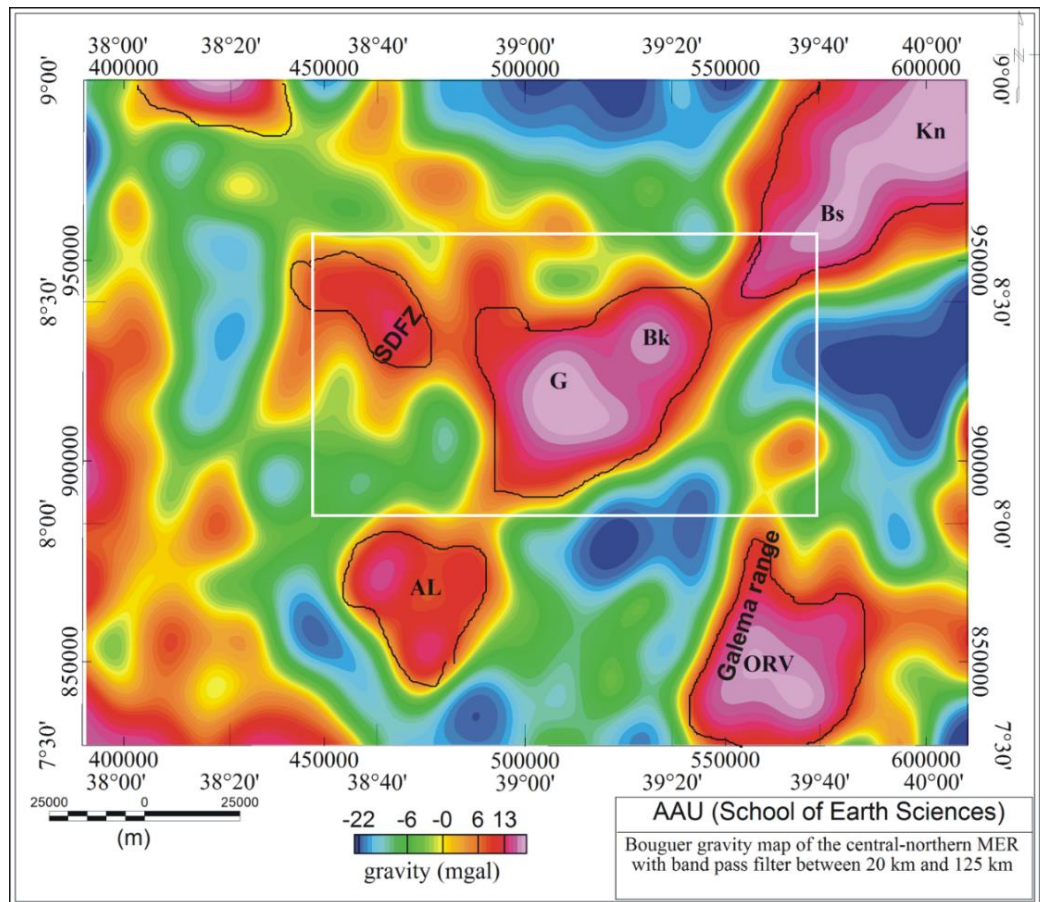 38°00' 38°20' 38°40' 39°00' 39°20' 39°40' 40°00'
400000 450000 500000 550000 600000
9°00' 9°00'
N
Kn
Bs
950000 950000
8°30' 8°30'
SDFZ
Bk
G
900000 900000
8°00' 8°00'
AL
Galema range
ORV
850000 850000
7°30' 7°30'
400000 450000 500000 550000 600000
38°00' 38°20' 38°40' 39°00' 39°20' 39°40' 40°00'
25000 0 25000
(m)
-22 -6 -0 6 13
gravity (mgal)
AAU (School of Earth Sciences)
Bouguer gravity map of the central-northern MER
with band pass filter between 20 km and 125 km